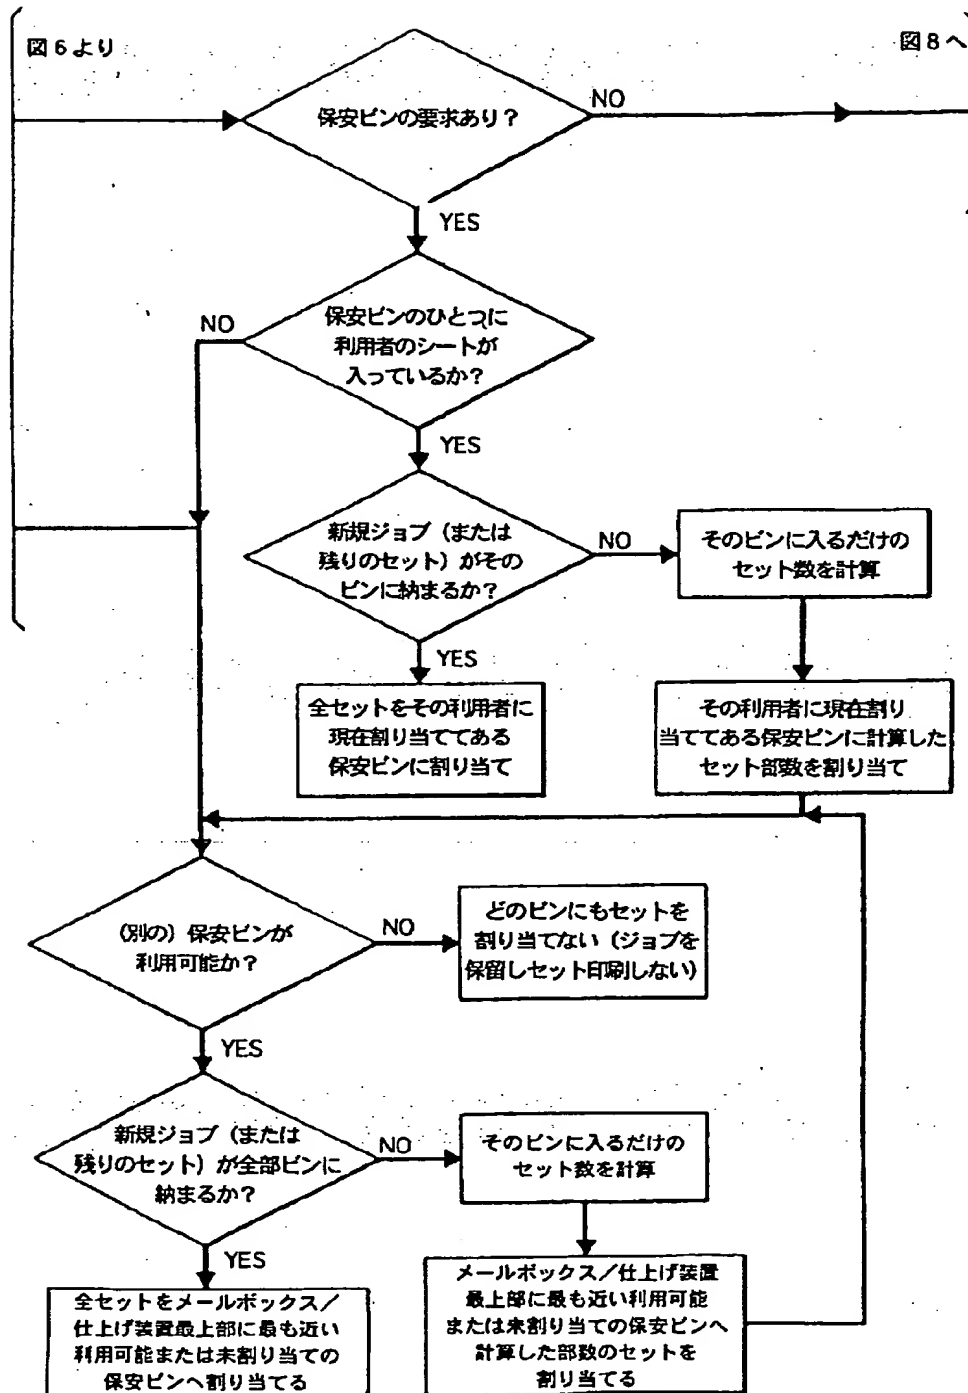 図6より
図8へ
保安ビンの要求あり?
NO
YES
保安ビンのひとつに
利用者のシートが
入っているか?
NO
YES
新規ジョブ(または
残りのセット)がその
ビンに納まるか?
NO
そのビンに入るだけの
セット数を計算
YES
全セットをその利用者に
現在割り当ててある
保安ビンに割り当て
その利用者に現在割り
当ててある保安ビンに計算した
セット部数を割り当て
(別の)保安ビンが
利用可能か?
NO
どのビンにもセットを
割り当てない(ジョブを
保留しセット印刷しない)
YES
新規ジョブ(または
残りのセット)が全部ビンに
納まるか?
NO
そのビンに入るだけの
セット数を計算
YES
全セットをメールボックス/
仕上げ装置最上部に最も近い
利用可能または未割り当ての
保安ビンへ割り当てる
メールボックス/仕上げ装置
最上部に最も近い利用可能
または未割り当ての保安ビンへ
計算した部数のセットを
割り当てる